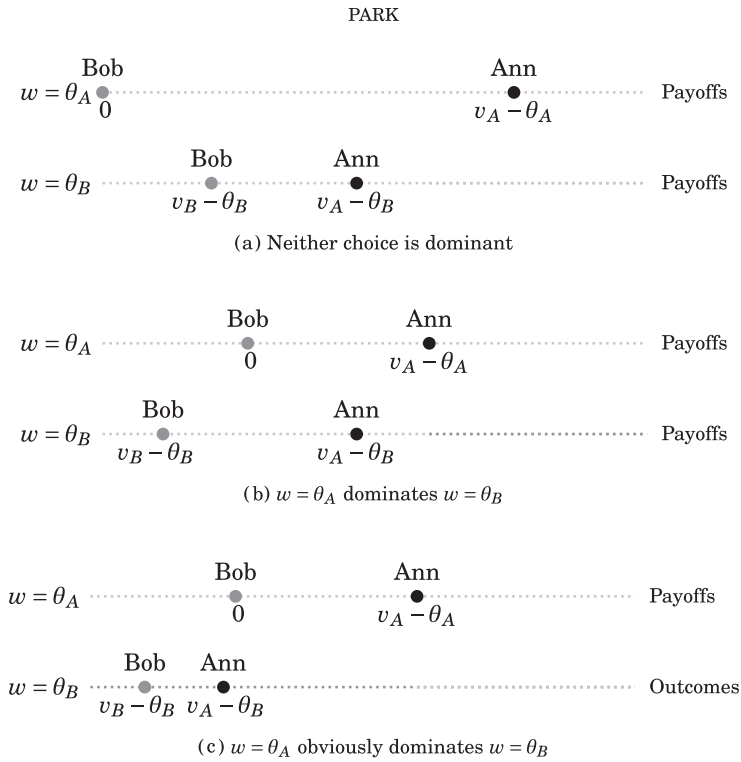 PARK
Bob Ann
w = θ_A Payoffs
0 v_A − θ_A
Bob Ann
w = θ_B Payoffs
v_B − θ_B v_A − θ_B
(a) Neither choice is dominant
Bob Ann
w = θ_A Payoffs
0 v_A − θ_A
Bob Ann
w = θ_B Payoffs
v_B − θ_B v_A − θ_B
(b) w = θ_A dominates w = θ_B
Bob Ann
w = θ_A Payoffs
0 v_A − θ_A
Bob Ann
w = θ_B Outcomes
v_B − θ_B v_A − θ_B
(c) w = θ_A obviously dominates w = θ_B